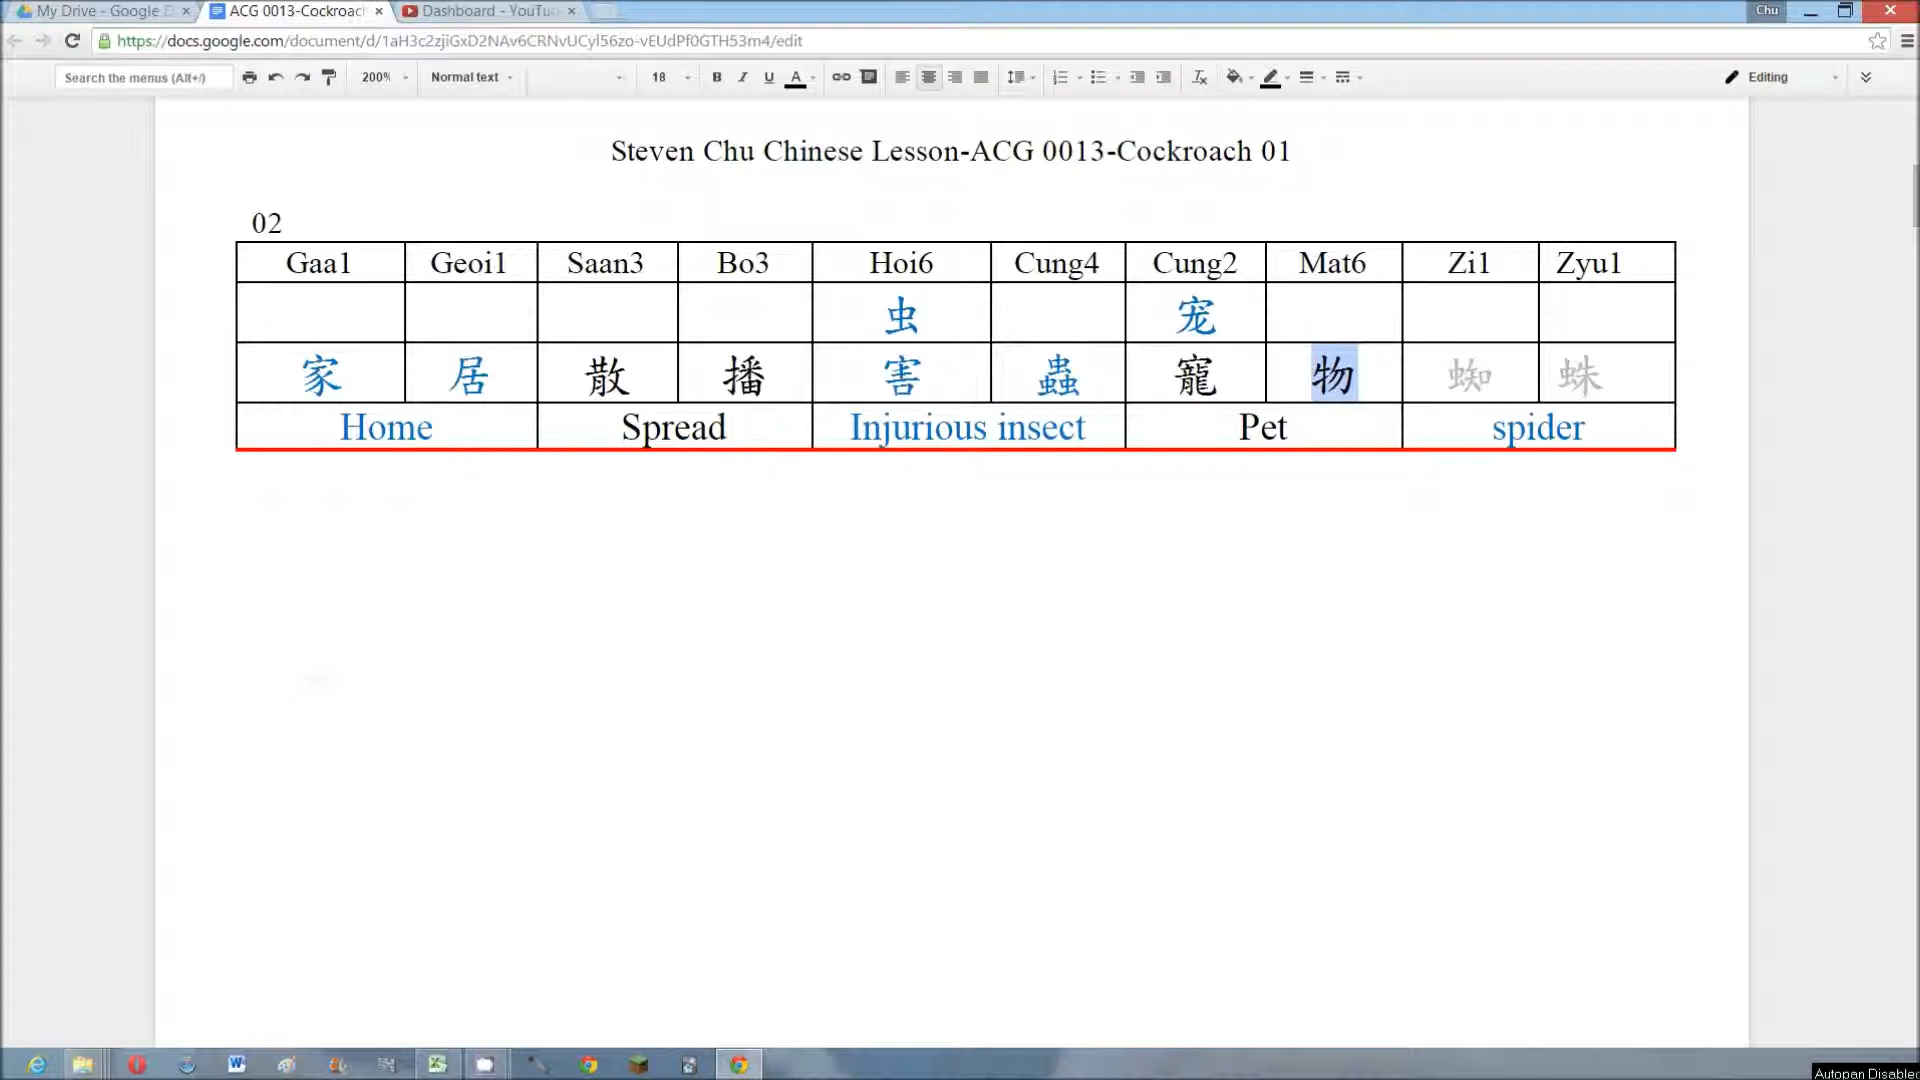 My Drive - Google D
ACG 0013-Cockroach
Dashboard - YouTu
Chu
https://docs.google.com/document/d/1aH3c2zjiGxD2NAv6CRNvUCyl56zo-vEUdPf0GTH53m4/edit
Search the menus (Alt+/)
200%
Normal text
18
B I U A
Editing
Steven Chu Chinese Lesson-ACG 0013-Cockroach 01
02
Gaa1 Geoi1 Saan3 Bo3 Hoi6 Cung4 Cung2 Mat6 Zi1 Zyu1
虫 宠
家 居 散 播 害 蟲 寵 物 蜘 蛛
Home Spread Injurious insect Pet spider
Autopan Disabled